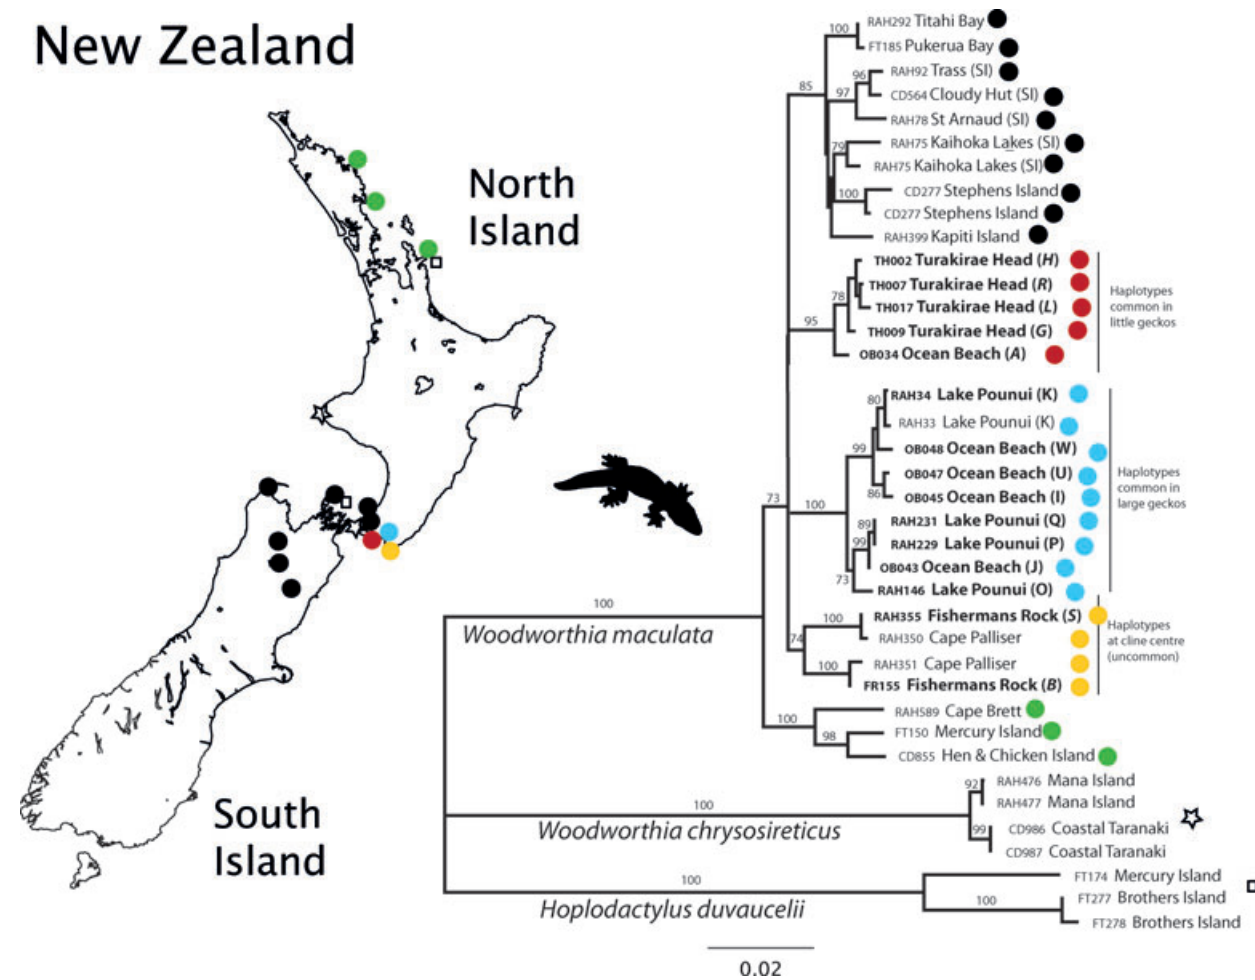 New Zealand
North
Island
South
Island
100
RAH292 Titahi Bay
FT185 Pukerua Bay
96
RAH92 Trass (SI)
85
97
CD564 Cloudy Hut (SI)
RAH78 St Arnaud (SI)
79
RAH75 Kaihoka Lakes (SI)
RAH75 Kaihoka Lakes (SI)
100
CD277 Stephens Island
CD277 Stephens Island
RAH399 Kapiti Island
TH002 Turakirae Head (H)
TH007 Turakirae Head (R)
78
TH017 Turakirae Head (L)
95
TH009 Turakirae Head (G)
OB034 Ocean Beach (A)
Haplotypes
common in
little geckos
80
RAH34 Lake Pounui (K)
RAH33 Lake Pounui (K)
99
OB048 Ocean Beach (W)
OB047 Ocean Beach (U)
86
OB045 Ocean Beach (I)
73
100
89
RAH231 Lake Pounui (Q)
99
RAH229 Lake Pounui (P)
OB043 Ocean Beach (J)
73
RAH146 Lake Pounui (O)
Haplotypes
common in
large geckos
100
RAH355 Fishermans Rock (S)
74
RAH350 Cape Palliser
100
RAH351 Cape Palliser
FR155 Fishermans Rock (B)
Haplotypes
at cline centre
(uncommon)
100
Woodworthia maculata
100
RAH589 Cape Brett
98
FT150 Mercury Island
CD855 Hen & Chicken Island
92
RAH476 Mana Island
RAH477 Mana Island
100
Woodworthia chrysosireticus
99
CD986 Coastal Taranaki
CD987 Coastal Taranaki
100
Hoplodactylus duvaucelii
FT174 Mercury Island
100
FT277 Brothers Island
FT278 Brothers Island
0.02